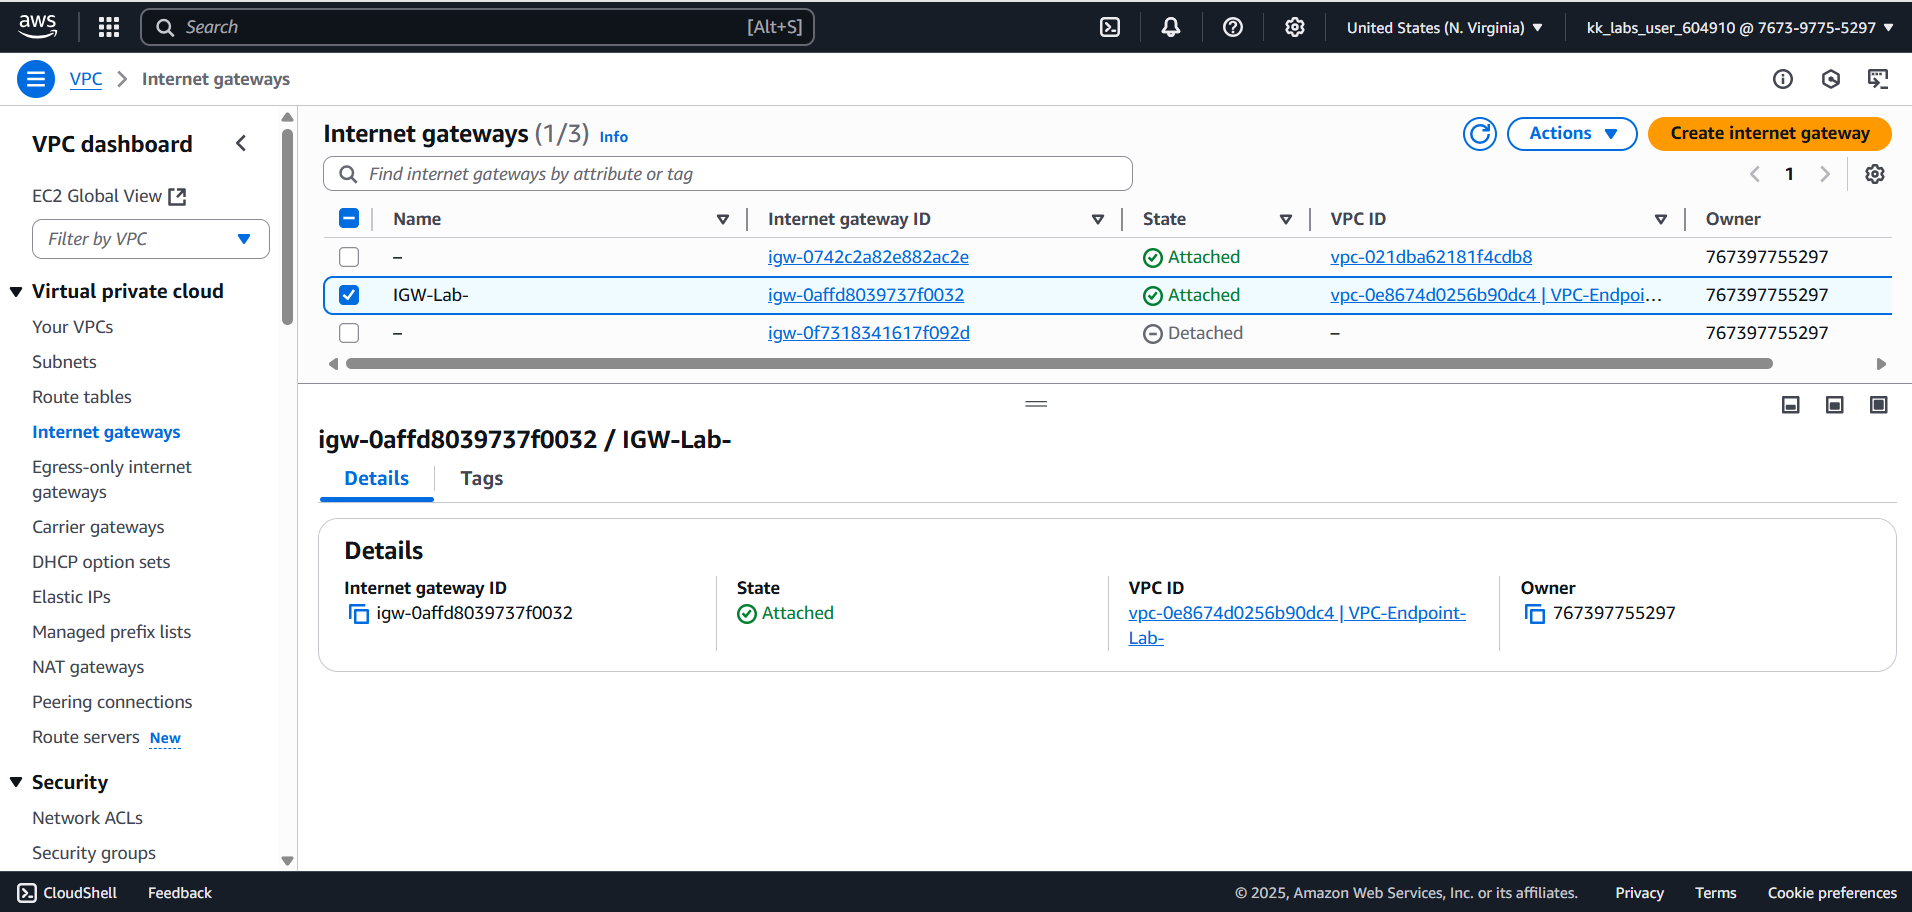 aws
Search
[Alt+S]
United States (N. Virginia)
kk_labs_user_604910 @ 7673-9775-5297
VPC
Internet gateways
VPC dashboard
EC2 Global View
Filter by VPC
Virtual private cloud
Your VPCs
Subnets
Route tables
Internet gateways
Egress-only internet
gateways
Carrier gateways
DHCP option sets
Elastic IPs
Managed prefix lists
NAT gateways
Peering connections
Route servers New
Security
Network ACLs
Security groups
Internet gateways (1/3) Info
Actions
Create internet gateway
Find internet gateways by attribute or tag
1
Name Internet gateway ID State VPC ID Owner
– igw-0742c2a82e882ac2e Attached vpc-021dba62181f4cdb8 767397755297
IGW-Lab- igw-0affd8039737f0032 Attached vpc-0e8674d0256b90dc4 | VPC-Endpoi... 767397755297
– igw-0f7318341617f092d Detached – 767397755297
igw-0affd8039737f0032 / IGW-Lab-
Details Tags
Details
Internet gateway ID
igw-0affd8039737f0032
State
Attached
VPC ID
vpc-0e8674d0256b90dc4 | VPC-Endpoint-
Lab-
Owner
767397755297
CloudShell Feedback
© 2025, Amazon Web Services, Inc. or its affiliates. Privacy Terms Cookie preferences